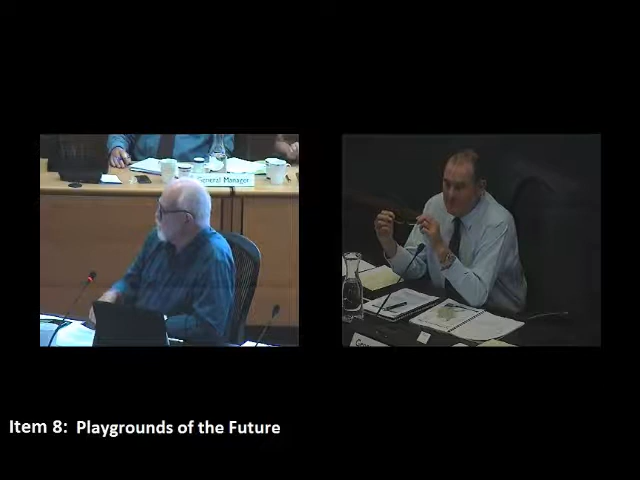 General Manager
Item 8: Playgrounds of the Future